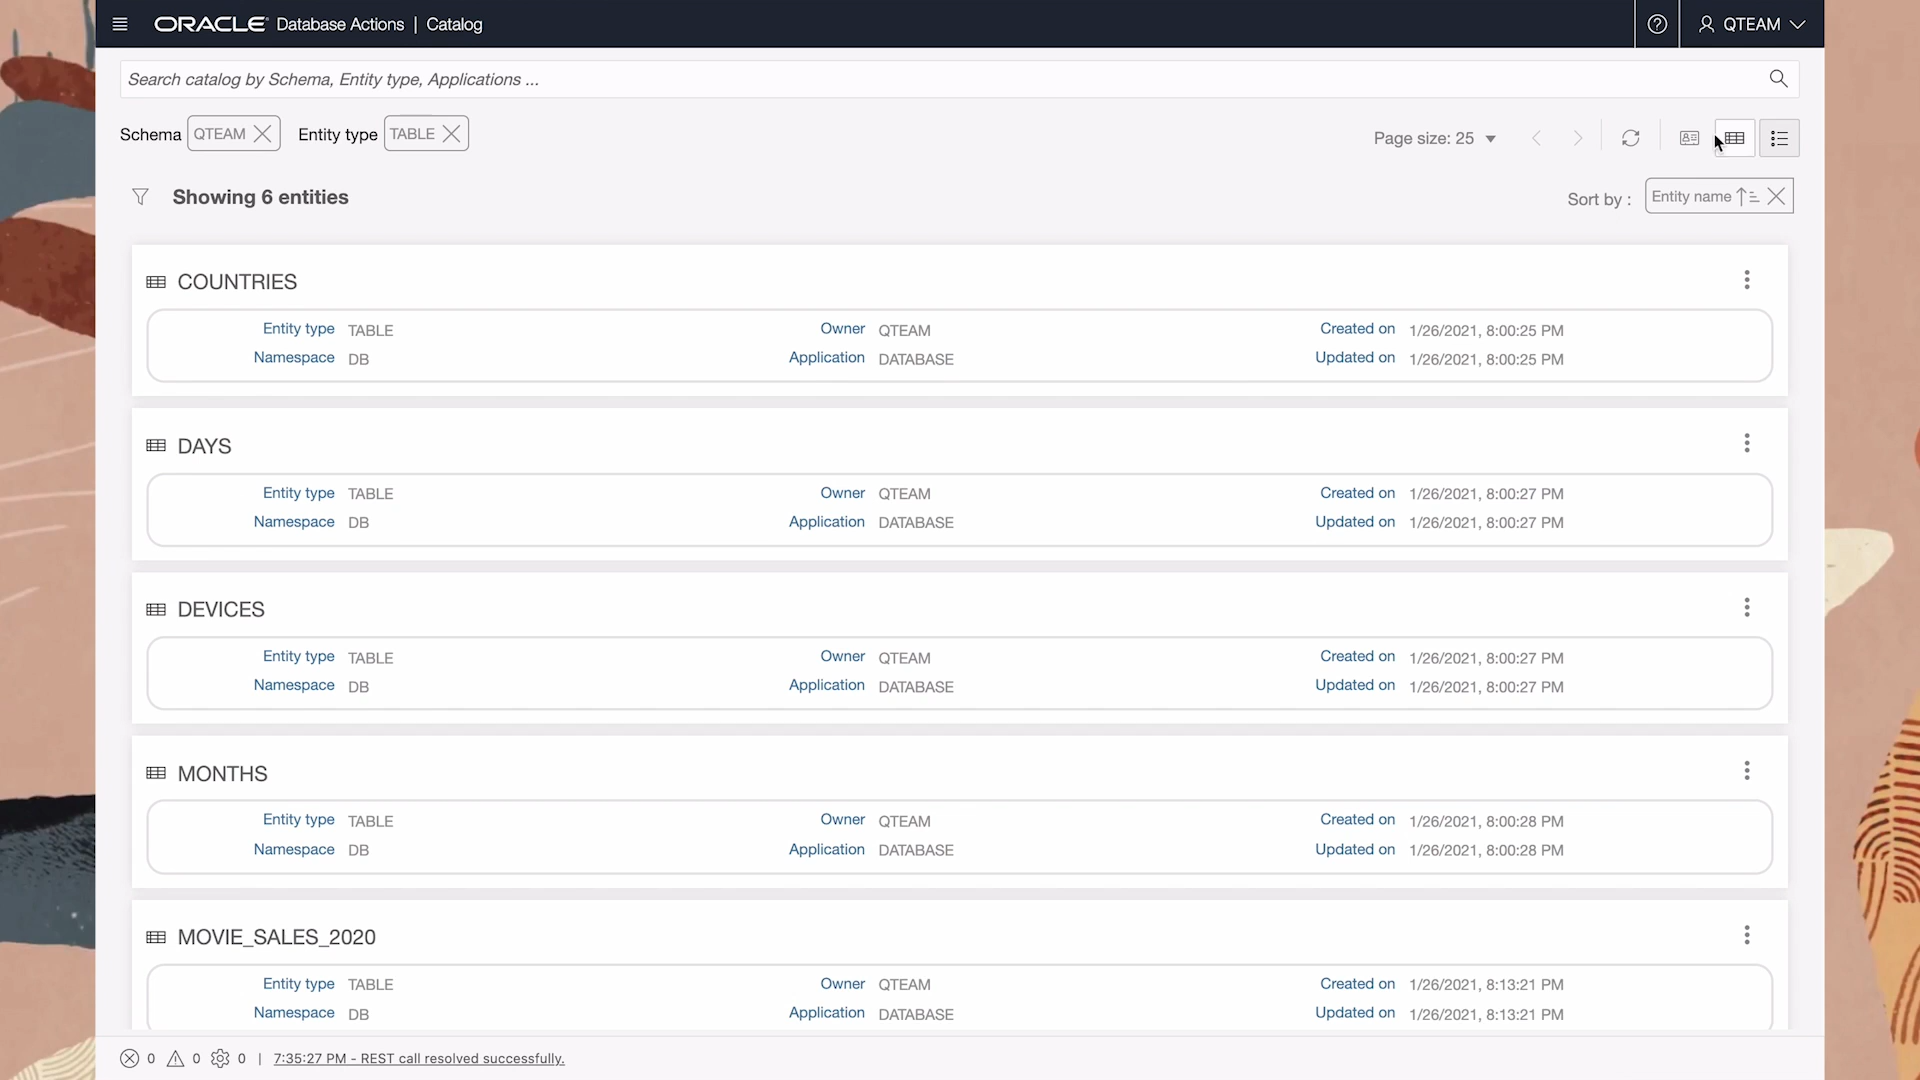 ORACLE Database Actions | Catalog
QTEAM
Search catalog by Schema, Entity type, Applications ...
Schema QTEAM Entity type TABLE
Page size: 25
Showing 6 entities
Sort by : Entity name
COUNTRIES
Entity type TABLE Owner QTEAM Created on 1/26/2021, 8:00:25 PM
Namespace DB Application DATABASE Updated on 1/26/2021, 8:00:25 PM
DAYS
Entity type TABLE Owner QTEAM Created on 1/26/2021, 8:00:27 PM
Namespace DB Application DATABASE Updated on 1/26/2021, 8:00:27 PM
DEVICES
Entity type TABLE Owner QTEAM Created on 1/26/2021, 8:00:27 PM
Namespace DB Application DATABASE Updated on 1/26/2021, 8:00:27 PM
MONTHS
Entity type TABLE Owner QTEAM Created on 1/26/2021, 8:00:28 PM
Namespace DB Application DATABASE Updated on 1/26/2021, 8:00:28 PM
MOVIE_SALES_2020
Entity type TABLE Owner QTEAM Created on 1/26/2021, 8:13:21 PM
Namespace DB Application DATABASE Updated on 1/26/2021, 8:13:21 PM
0 0 0 | 7:35:27 PM - REST call resolved successfully.